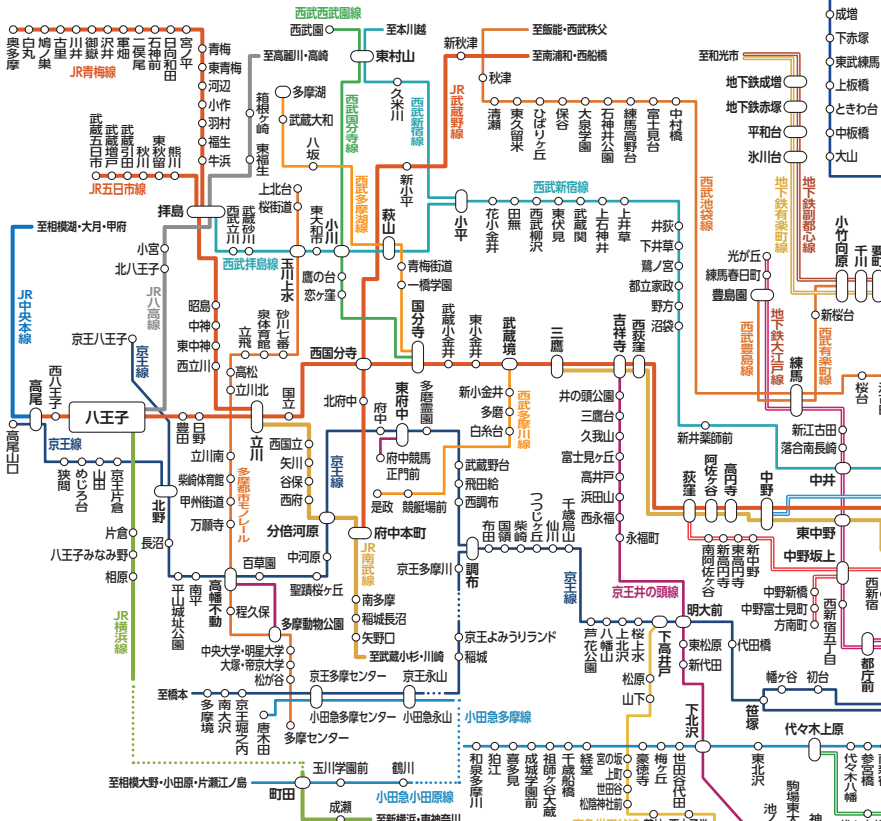 奥多摩
白丸
鳩ノ巣
古里
川井
御嶽
沢井
軍畑
二俣尾
石神前
日向和田
宮ノ平
JR青梅線
青梅
東青梅
河辺
小作
羽村
福生
牛浜
武蔵五日市
武蔵増戸
武蔵引田
秋川
東秋留
熊川
JR五日市線
拝島
至高麗川・高崎
箱根ヶ崎
東福生
西武西武園線
西武園
至本川越
東村山
多摩湖
武蔵大和
八坂
西武国分寺線
久米川
西武新宿線
JR武蔵野線
新秋津
至飯能・西武秩父
至南浦和・西船橋
秋津
清瀬
東久留米
ひばりヶ丘
保谷
大泉学園
石神井公園
練馬高野台
富士見台
中村橋
西武池袋線
至和光市
地下鉄成増
地下鉄赤塚
平和台
氷川台
地下鉄有楽町線
地下鉄副都心線
小竹向原
千川
要町
成増
下赤塚
東武練馬
上板橋
ときわ台
中板橋
大山
上北台
桜街道
西武立川
武蔵砂川
西武拝島線
玉川上水
東大和市
小川
西武多摩湖線
萩山
新小平
小平
西武新宿線
花小金井
田無
西武柳沢
東伏見
武蔵関
上石神井
上井草
井荻
下井草
鷺ノ宮
都立家政
野方
沼袋
新井薬師前
青梅街道
一橋学園
鷹の台
恋ヶ窪
国分寺
光が丘
練馬春日町
豊島園
西武豊島線
地下鉄大江戸線
新桜台
西武有楽町線
練馬
桜台
新江古田
落合南長崎
中井
至相模湖・大月・甲府
JR中央本線
小宮
北八王子
JR八高線
京王八王子
京王線
高尾
西八王子
八王子
高尾山口
京王線
狭間
めじろ台
山田
京王片倉
北野
豊田
日野
昭島
中神
東中神
西立川
立飛
泉体育館
砂川七番
高松
立川北
立川
国立
西国分寺
武蔵小金井
東小金井
武蔵境
三鷹
吉祥寺
西荻窪
北府中
府中
東府中
多磨霊園
府中競馬正門前
新小金井
多磨
白糸台
西武多摩川線
是政
競艇場前
井の頭公園
三鷹台
久我山
富士見ヶ丘
高井戸
浜田山
西永福
永福町
京王井の頭線
荻窪
阿佐ヶ谷
高円寺
中野
東中野
南阿佐ヶ谷
新高円寺
東高円寺
新中野
中野坂上
中野新橋
中野富士見町
方南町
西新宿
西新宿五丁目
都庁前
立川南
柴崎体育館
甲州街道
万願寺
多摩都市モノレール
西国立
矢川
谷保
西府
分倍河原
府中本町
京王線
JR南武線
武蔵野台
飛田給
西調布
調布
布田
国領
柴崎
つつじヶ丘
仙川
千歳烏山
京王線
片倉
八王子みなみ野
相原
JR横浜線
長沼
平山城址公園
南平
高幡不動
百草園
聖蹟桜ヶ丘
中河原
程久保
多摩動物公園
中央大学・明星大学
大塚・帝京大学
松が谷
多摩センター
南多摩
稲城長沼
矢野口
至武蔵小杉・川崎
京王多摩川
京王よみうりランド
稲城
芦花公園
八幡山
上北沢
桜上水
下高井戸
明大前
東松原
新代田
代田橋
松原
山下
下北沢
笹塚
幡ヶ谷
初台
代々木上原
至橋本
多摩境
南大沢
京王堀之内
京王多摩センター
小田急多摩センター
京王永山
小田急永山
唐木田
小田急多摩線
至相模大野・小田原・片瀬江ノ島
町田
玉川学園前
鶴川
小田急小田原線
成瀬
至新横浜・東神奈川
和泉多摩川
狛江
喜多見
成城学園前
祖師ヶ谷大蔵
千歳船橋
経堂
宮の坂
上町
世田谷
松陰神社前
豪徳寺
梅ヶ丘
世田谷代田
東北沢
代々木八幡
参宮橋
駒場東大
池ノ
神